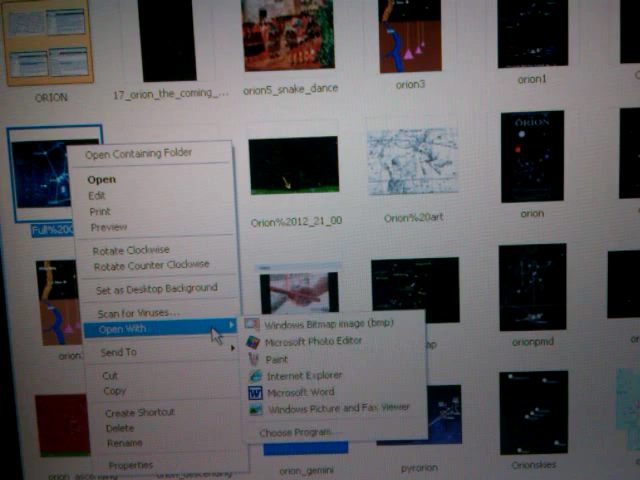 ORION
17_orion_the_coming_...
orion5_snake_dance
orion3
orion1
Open Containing Folder
Open
Edit
Print
Preview
Rotate Clockwise
Rotate Counter Clockwise
Set as Desktop Background
Scan for Viruses...
Open With
Send To
Cut
Copy
Create Shortcut
Delete
Rename
Properties
Windows Bitmap image (bmp)
Microsoft Photo Editor
Paint
Internet Explorer
Microsoft Word
Windows Picture and Fax Viewer
Choose Program...
Orion%2012_21_00
Orion%20art
ORION
orion
orionpmd
orion_gemini
pyrorion
Orionskies